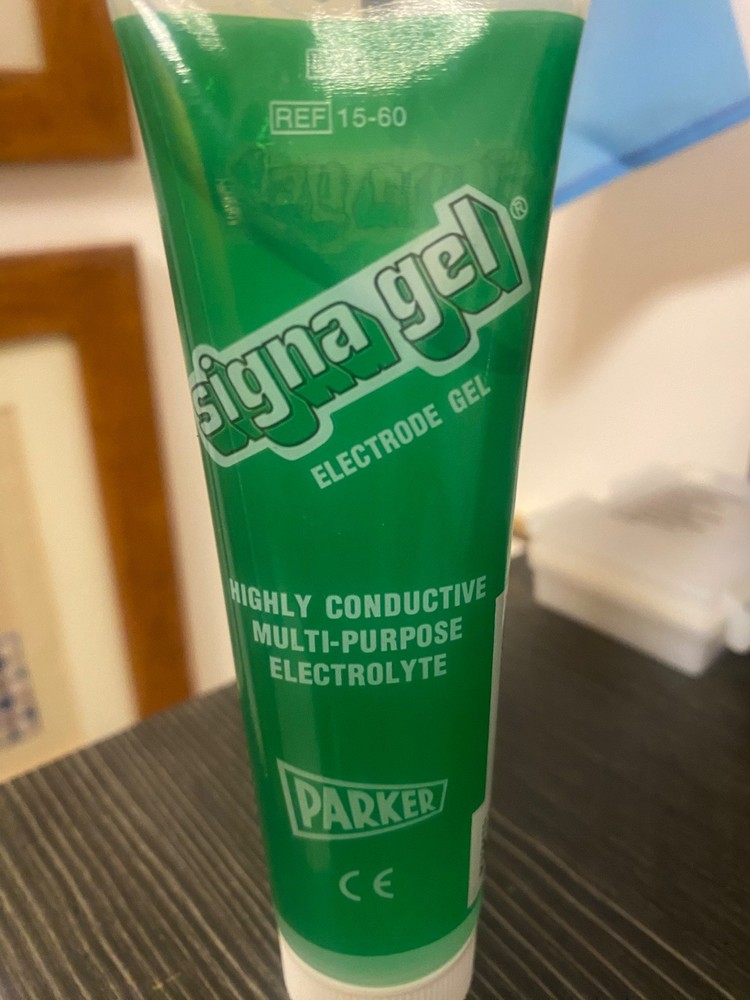 REF 15-60
signa gel®
ELECTRODE GEL
HIGHLY CONDUCTIVE
MULTI-PURPOSE
ELECTROLYTE
PARKER
CE